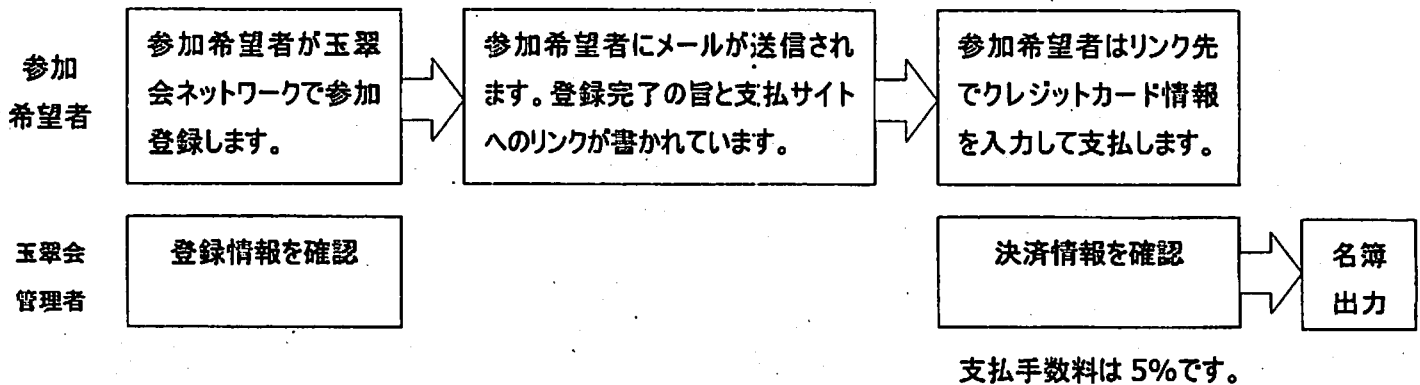 参加
希望者
参加希望者が玉翠
会ネットワークで参加
登録します。
参加希望者にメールが送信され
ます。登録完了の旨と支払サイト
へのリンクが書かれています。
参加希望者はリンク先
でクレジットカード情報
を入力して支払します。
玉翠会
管理者
登録情報を確認
決済情報を確認
名簿
出力
支払手数料は 5%です。